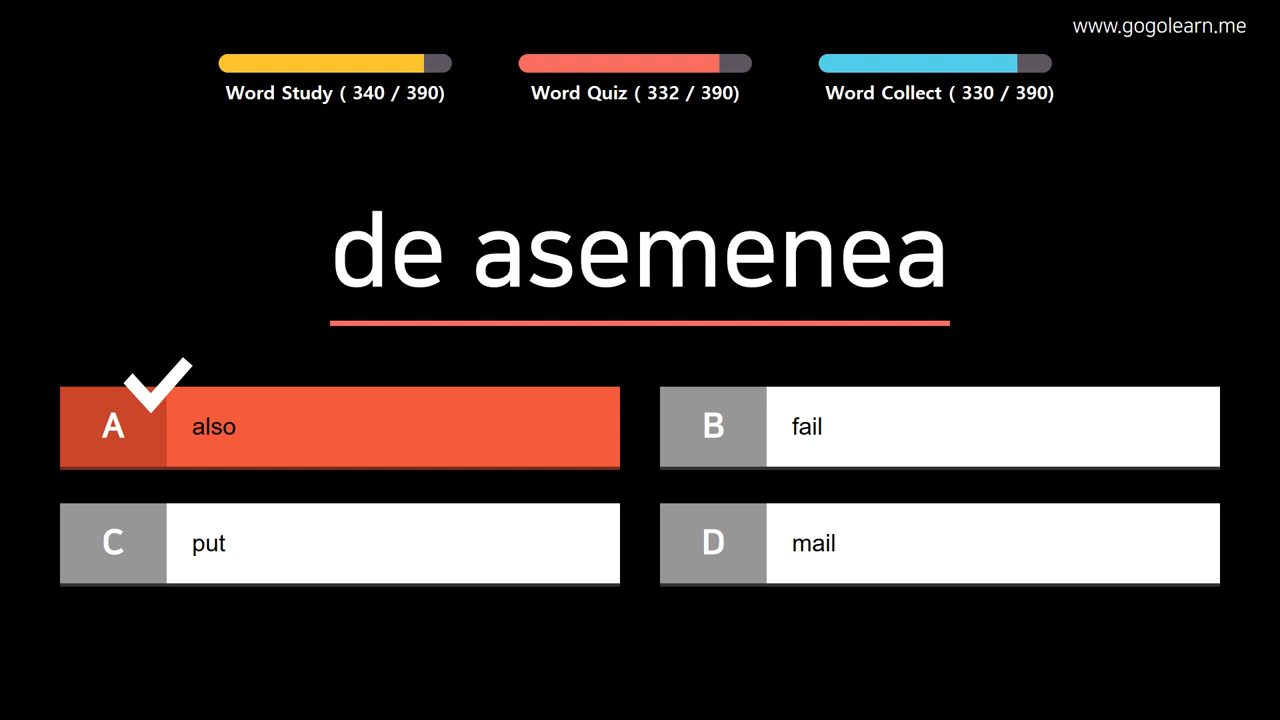 www.gogolearn.me
Word Study ( 340 / 390)
Word Quiz ( 332 / 390)
Word Collect ( 330 / 390)
de asemenea
A also
B fail
C put
D mail